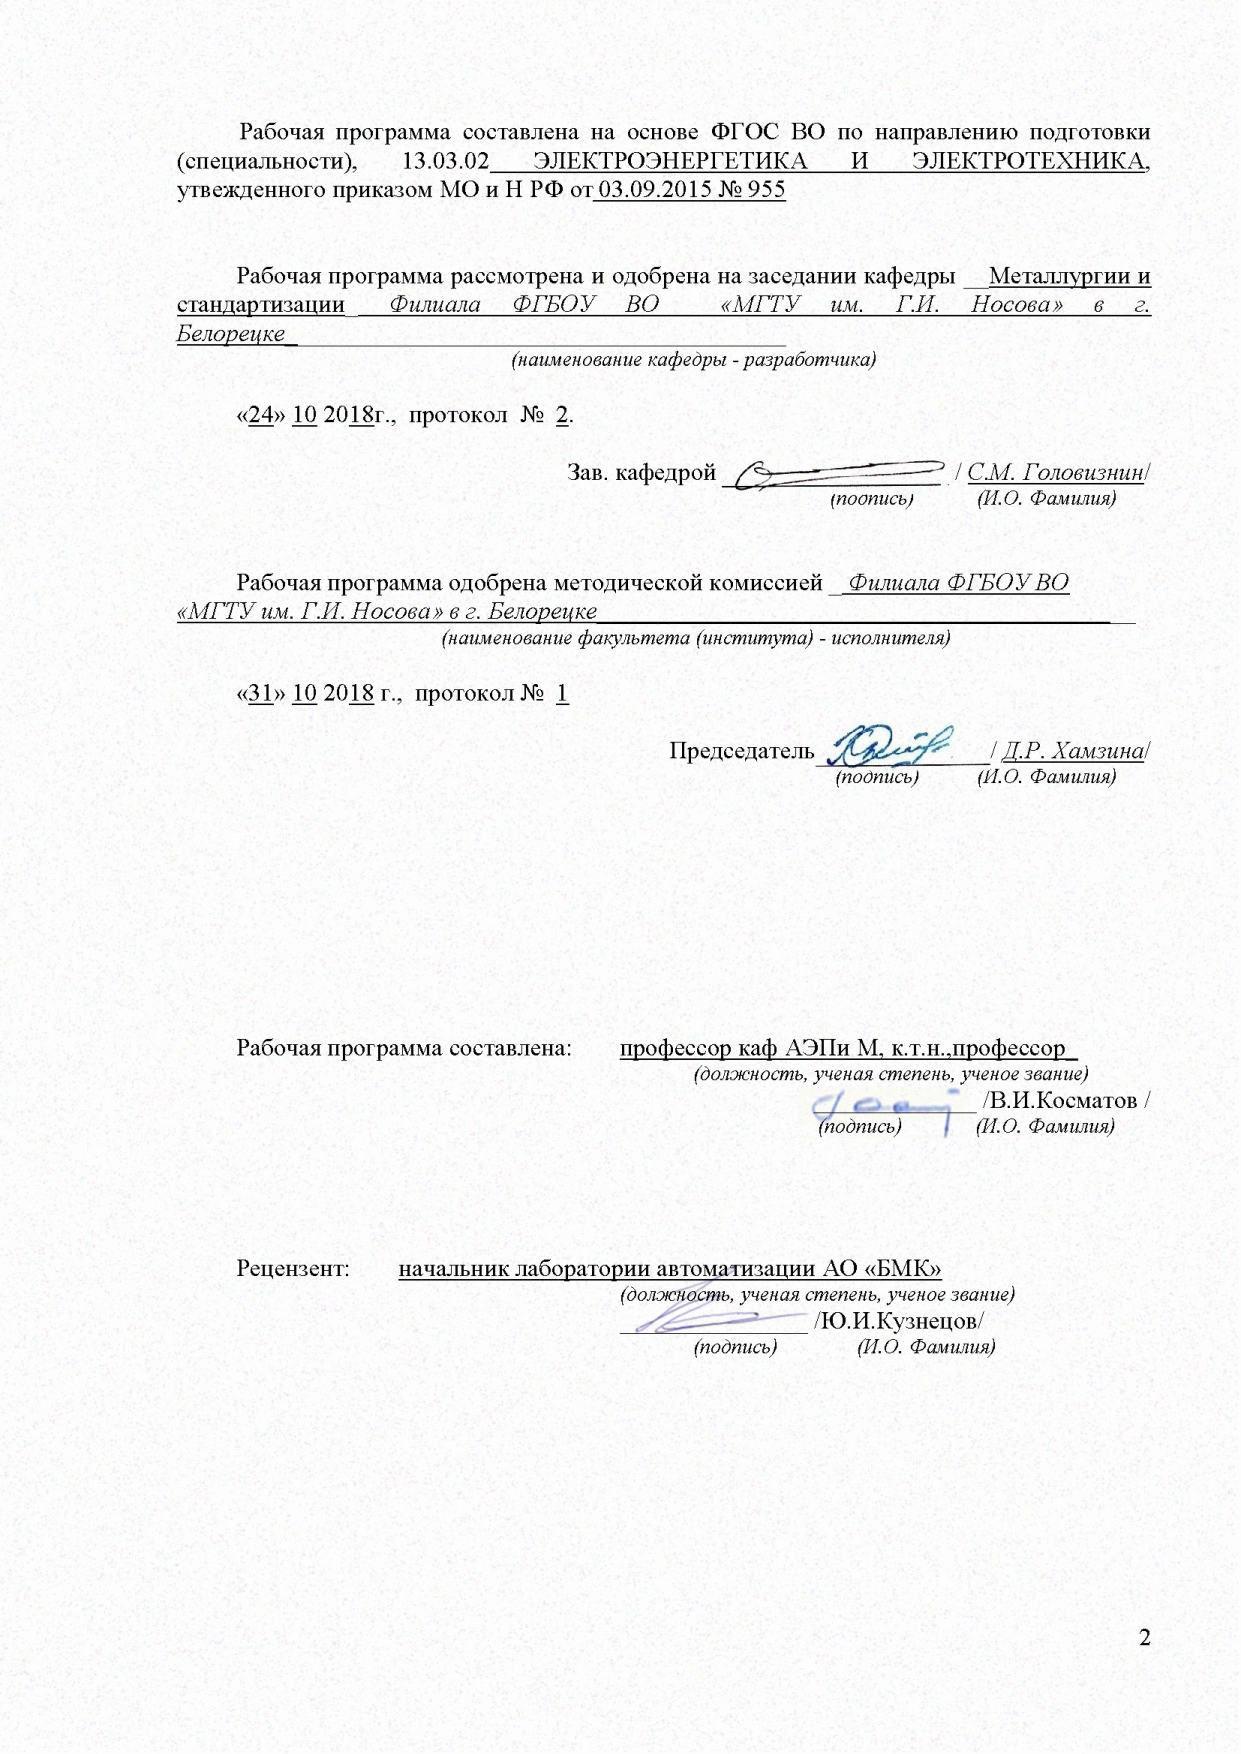 Рабочая программа составлена на основе ФГОС ВО по направлению подготовки
(специальности), 13.03.02 ЭЛЕКТРОЭНЕРГЕТИКА И ЭЛЕКТРОТЕХНИКА,
утвежденного приказом МО и Н РФ от 03.09.2015 № 955
Рабочая программа рассмотрена и одобрена на заседании кафедры __Металлургии и
стандартизации_ Филиала ФГБОУ ВО «МГТУ им. Г.И. Носова» в г.
Белорецке_
(наименование кафедры - разработчика)
«24» 10 2018г., протокол № 2.
Зав. кафедрой / С.М. Головизнин/
(поопись) (И.О. Фамилия)
Рабочая программа одобрена методической комиссией _ Филиала ФГБОУ ВО
«МГТУ им. Г.И. Носова» в г. Белорецке
(наименование факультета (института) - исполнителя)
«31» 10 2018 г., протокол № 1
Председатель / Д.Р. Хамзина/
(подпись) (И.О. Фамилия)
Рабочая программа составлена: профессор каф АЭПи М, к.т.н.,профессор_
(должность, ученая степень, ученое звание)
/В.И.Косматов /
(подпись) (И.О. Фамилия)
Рецензент: начальник лаборатории автоматизации АО «БМК»
(должность, ученая степень, ученое звание)
/Ю.И.Кузнецов/
(подпись) (И.О. Фамилия)
2